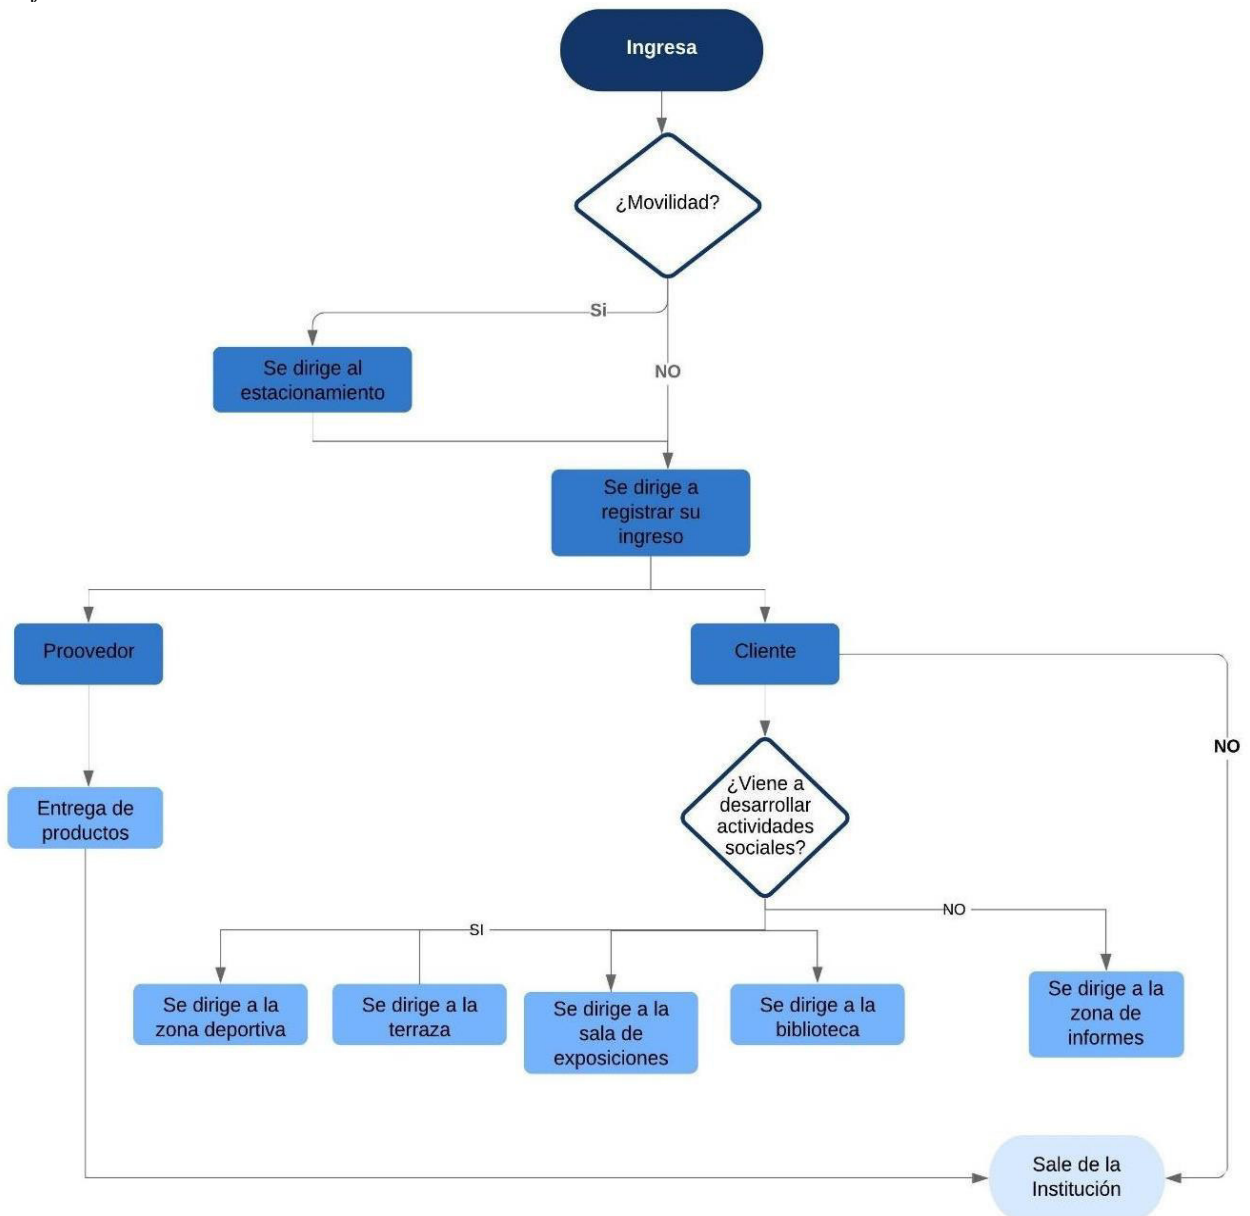 Ingresa
¿Movilidad?
Si
Se dirige al
estacionamiento
NO
Se dirige a
registrar su
ingreso
Proovedor
Cliente
NO
¿Viene a
desarrollar
actividades
sociales?
Entrega de
productos
SI
NO
Se dirige a la
zona deportiva
Se dirige a la
terraza
Se dirige a la
sala de
exposiciones
Se dirige a la
biblioteca
Se dirige a la
zona de
informes
Sale de la
Institución